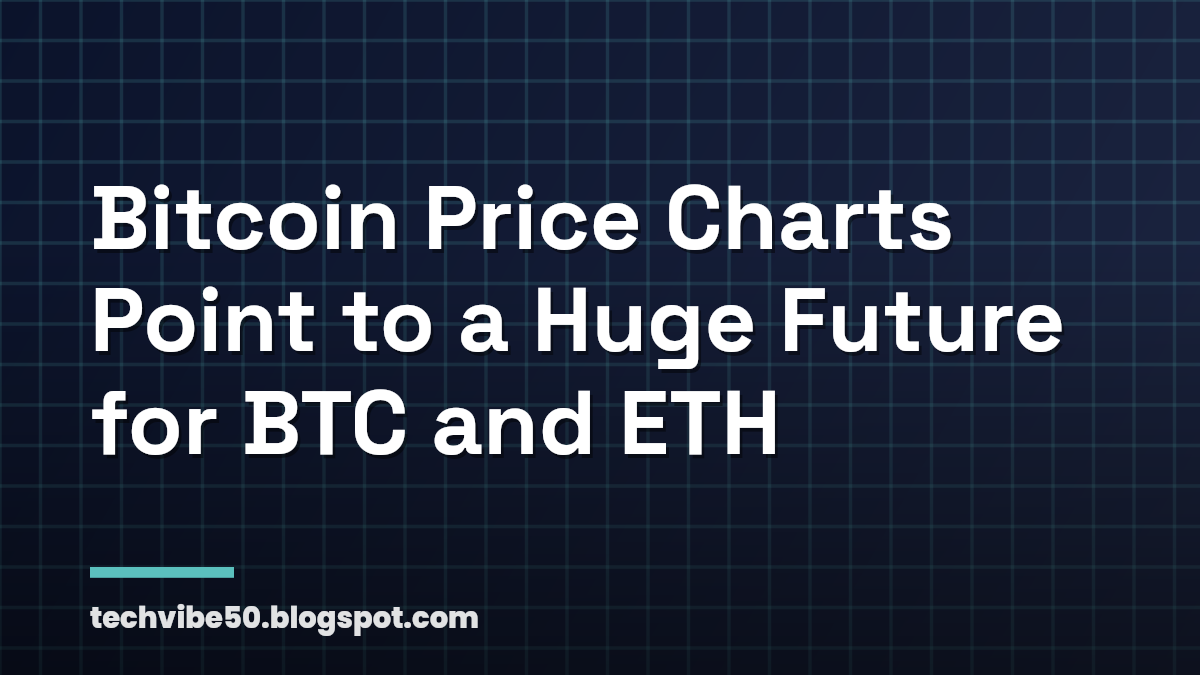 Bitcoin Price Charts
Point to a Huge Future
for BTC and ETH
techvibe50.blogspot.com